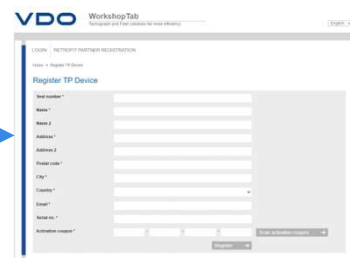 VDO WorkshopTab
Tachograph and Fleet solutions for more efficiency
English
LOGIN RETROFIT PARTNER REGISTRATION
Home → Register TP Device
Register TP Device
Seal number *
Name *
Name 2
Address *
Address 2
Postal code *
City *
Country *
Email *
Serial no. *
Activation coupon * - - -
Scan activation coupon →
Register →